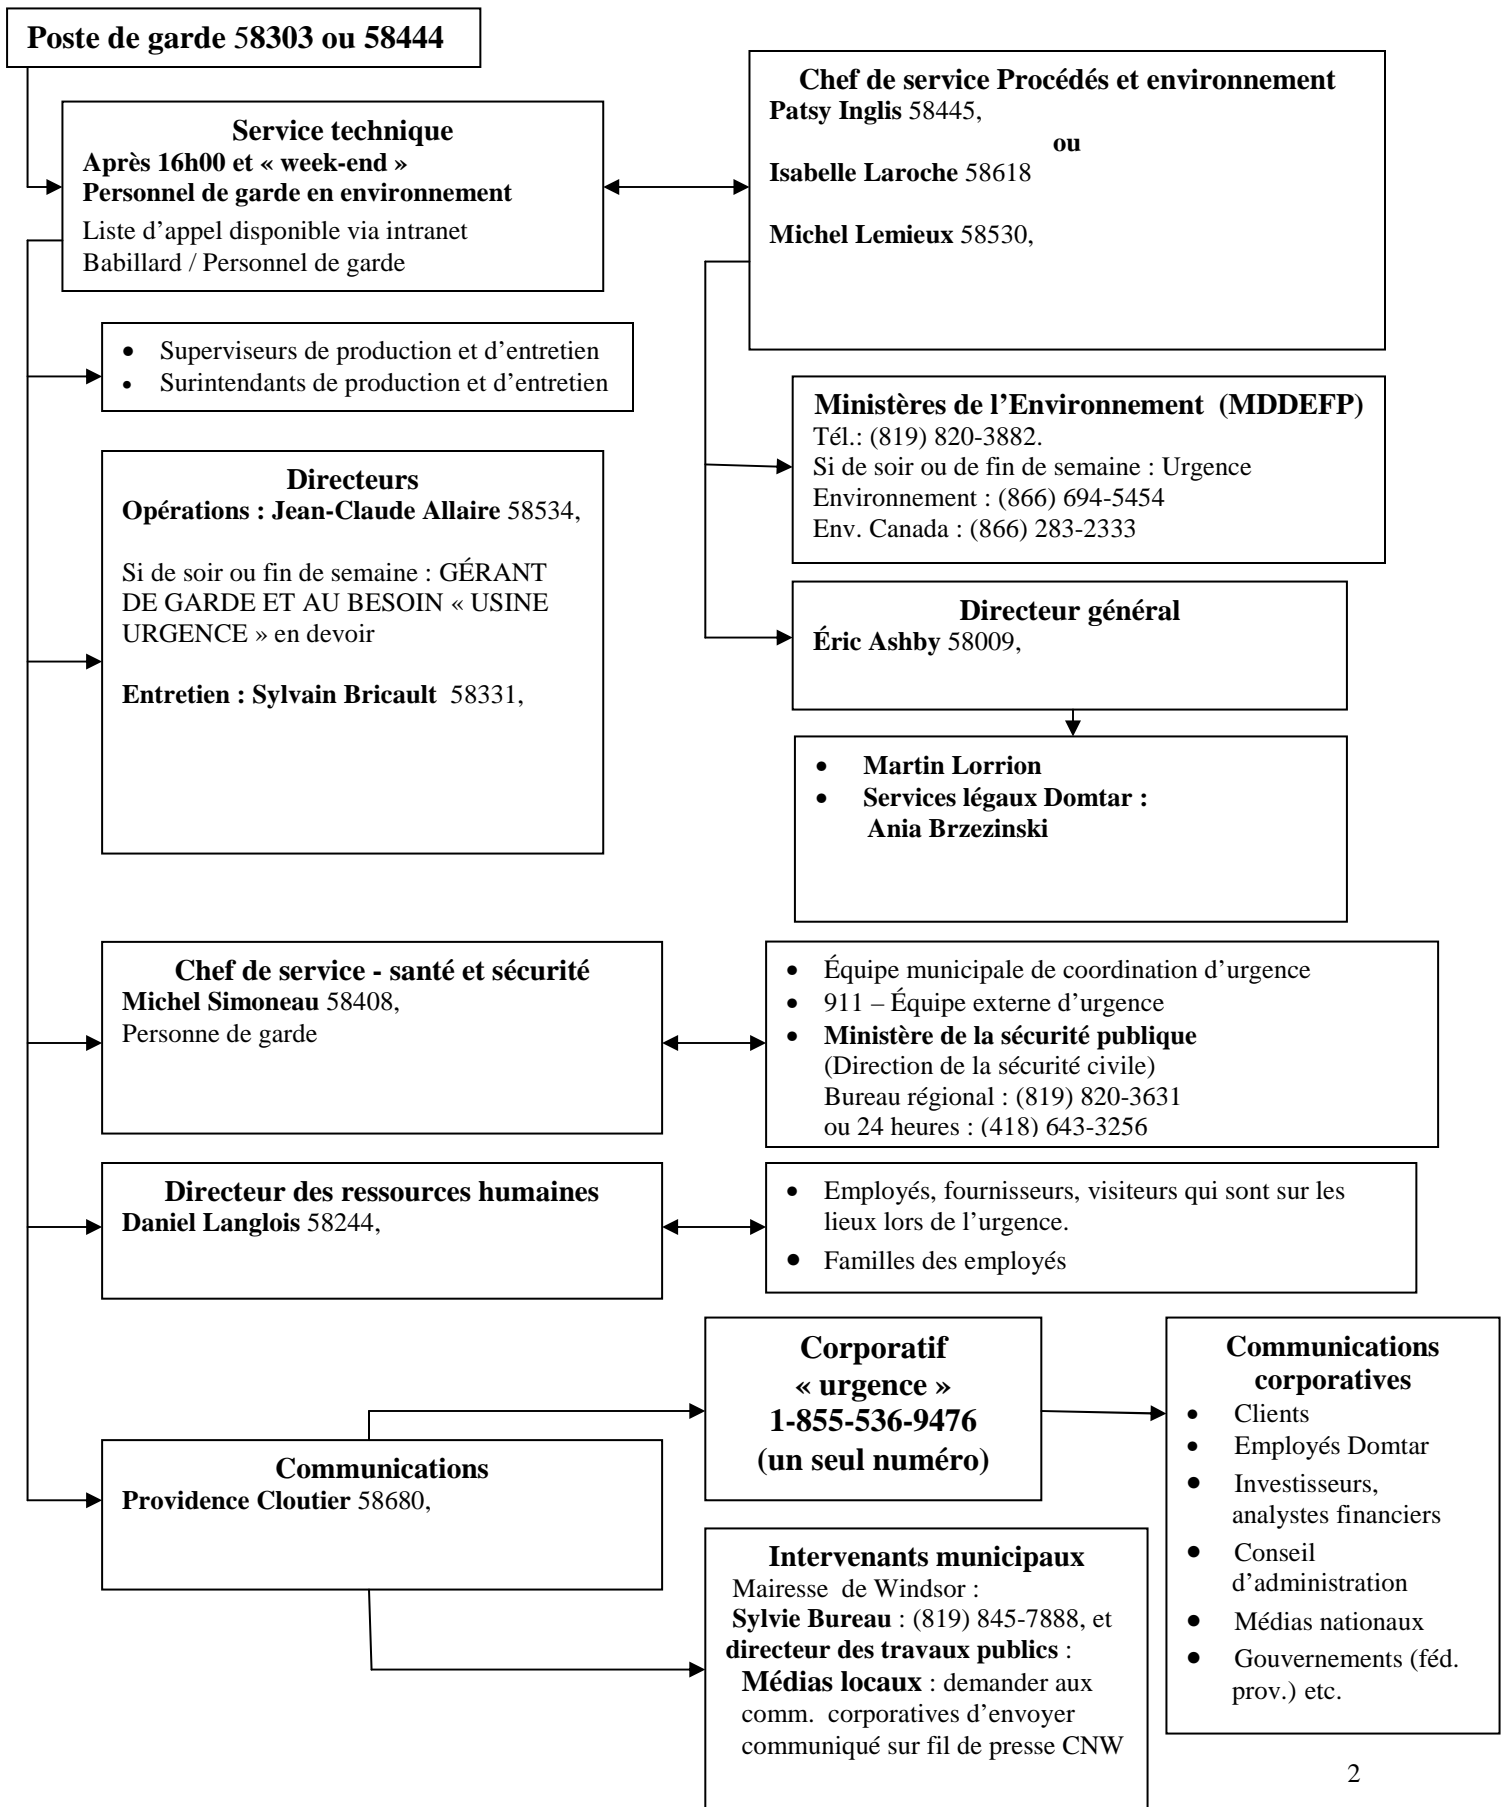 Poste de garde 58303 ou 58444
Service technique
Après 16h00 et « week-end »
Personnel de garde en environnement
Liste d’appel disponible via intranet
Babillard / Personnel de garde
Chef de service Procédés et environnement
Patsy Inglis 58445,
ou
Isabelle Laroche 58618
Michel Lemieux 58530,
• Superviseurs de production et d’entretien
• Surintendants de production et d’entretien
Ministères de l’Environnement (MDDEFP)
Tél.: (819) 820-3882.
Si de soir ou de fin de semaine : Urgence
Environnement : (866) 694-5454
Env. Canada : (866) 283-2333
Directeurs
Opérations : Jean-Claude Allaire 58534,
Si de soir ou fin de semaine : GÉRANT
DE GARDE ET AU BESOIN « USINE
URGENCE » en devoir
Entretien : Sylvain Bricault 58331,
Directeur général
Éric Ashby 58009,
• Martin Lorrion
• Services légaux Domtar :
Ania Brzezinski
Chef de service - santé et sécurité
Michel Simoneau 58408,
Personne de garde
• Équipe municipale de coordination d’urgence
• 911 – Équipe externe d’urgence
• Ministère de la sécurité publique
(Direction de la sécurité civile)
Bureau régional : (819) 820-3631
ou 24 heures : (418) 643-3256
Directeur des ressources humaines
Daniel Langlois 58244,
• Employés, fournisseurs, visiteurs qui sont sur les
lieux lors de l’urgence.
• Familles des employés
Communications
Providence Cloutier 58680,
Corporatif
« urgence »
1-855-536-9476
(un seul numéro)
Communications
corporatives
• Clients
• Employés Domtar
• Investisseurs,
analystes financiers
• Conseil
d’administration
• Médias nationaux
• Gouvernements (féd.
prov.) etc.
Intervenants municipaux
Mairesse de Windsor :
Sylvie Bureau : (819) 845-7888, et
directeur des travaux publics :
Médias locaux : demander aux
comm. corporatives d’envoyer
communiqué sur fil de presse CNW
2